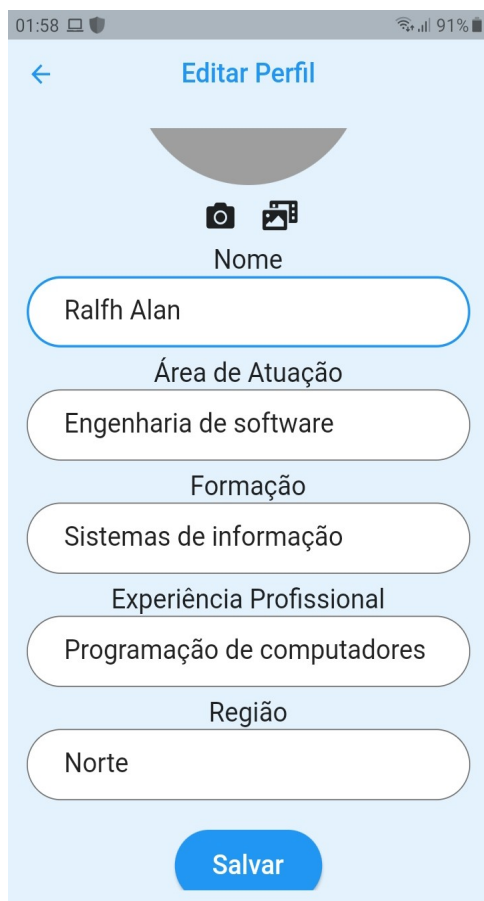 01:58 91%
Editar Perfil
Nome
Ralfh Alan
Área de Atuação
Engenharia de software
Formação
Sistemas de informação
Experiência Profissional
Programação de computadores
Região
Norte
Salvar